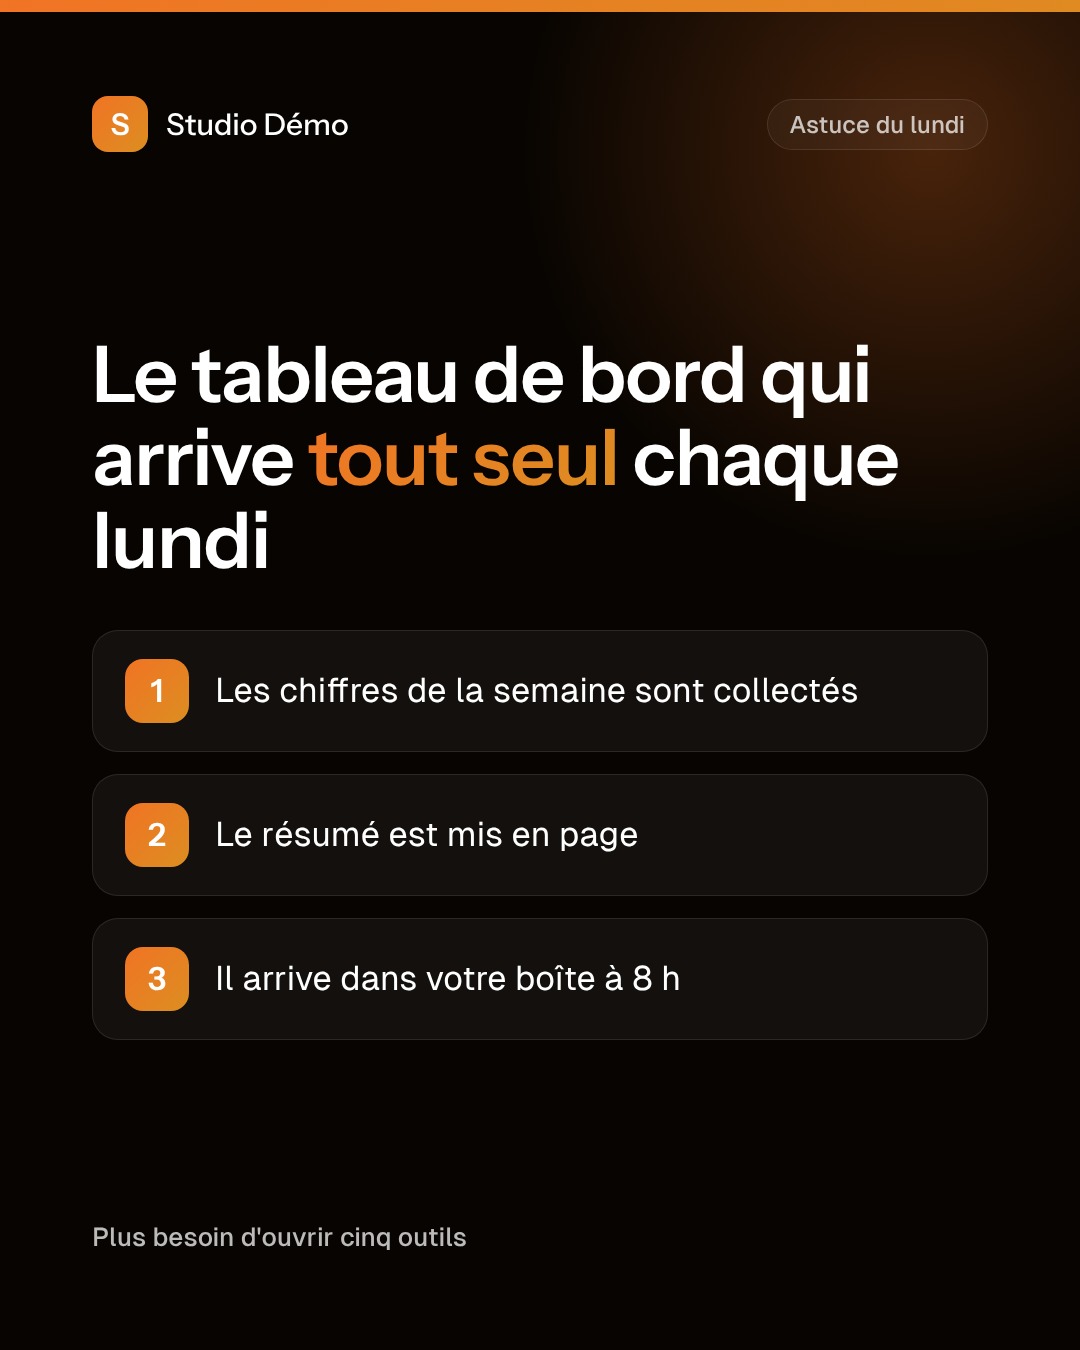 S Studio Démo
Astuce du lundi
Le tableau de bord qui
arrive tout seul chaque
lundi
1 Les chiffres de la semaine sont collectés
2 Le résumé est mis en page
3 Il arrive dans votre boîte à 8 h
Plus besoin d'ouvrir cinq outils